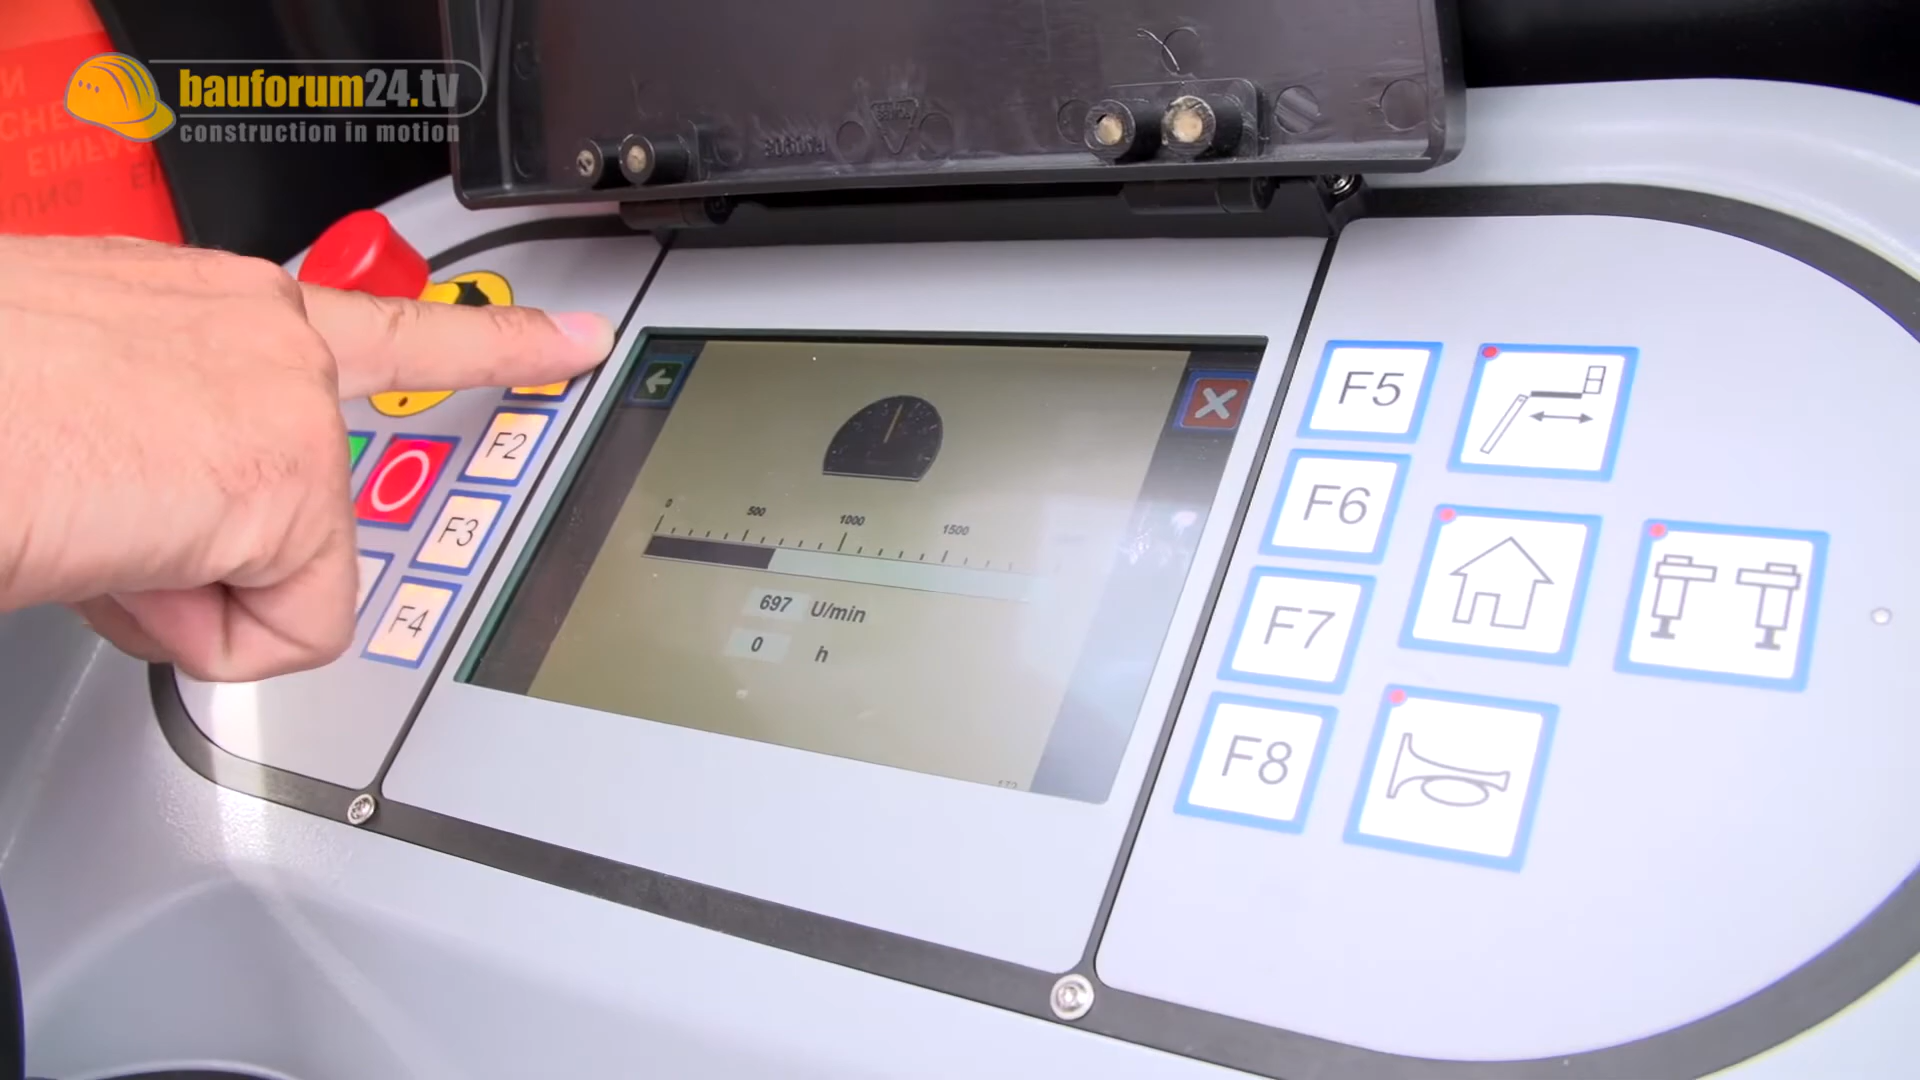 bauforum24.tv
construction in motion
0
500
1000
1500
697 U/min
0 h
F2
F3
F4
F5
F6
F7
F8